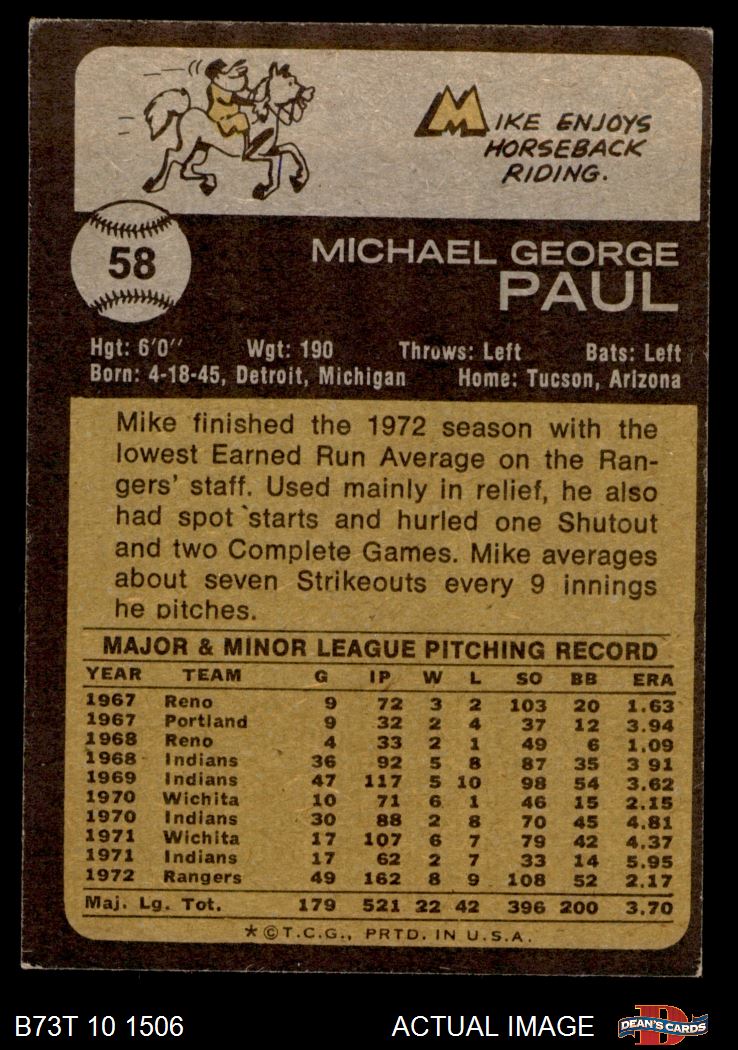 MIKE ENJOYS
HORSEBACK
RIDING.
58
MICHAEL GEORGE
PAUL
Hgt: 6'0" Wgt: 190 Throws: Left Bats: Left
Born: 4-18-45, Detroit, Michigan Home: Tucson, Arizona
Mike finished the 1972 season with the
lowest Earned Run Average on the Ran-
gers' staff. Used mainly in relief, he also
had spot starts and hurled one Shutout
and two Complete Games. Mike averages
about seven Strikeouts every 9 innings
he pitches.
MAJOR & MINOR LEAGUE PITCHING RECORD
YEAR TEAM G IP W L SO BB ERA
1967 Reno 9 72 3 2 103 20 1.63
1967 Portland 9 32 2 4 37 12 3.94
1968 Reno 4 33 2 1 49 6 1.09
1968 Indians 36 92 5 8 87 35 3 91
1969 Indians 47 117 5 10 98 54 3.62
1970 Wichita 10 71 6 1 46 15 2.15
1970 Indians 30 88 2 8 70 45 4.81
1971 Wichita 17 107 6 7 79 42 4.37
1971 Indians 17 62 2 7 33 14 5.95
1972 Rangers 49 162 8 9 108 52 2.17
Maj. Lg. Tot. 179 521 22 42 396 200 3.70
*©T.C.G., PRTD. IN U.S.A.
B73T 10 1506 ACTUAL IMAGE
D
DEAN'S CARDS